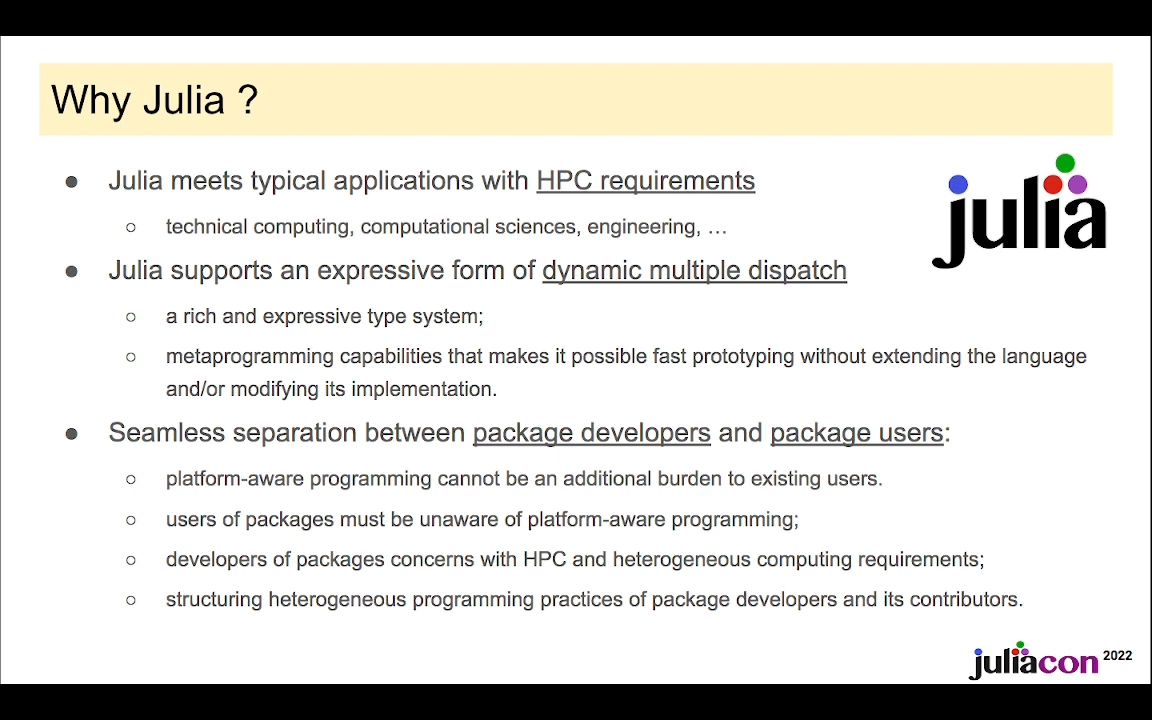 Why Julia ?
● Julia meets typical applications with HPC requirements
○ technical computing, computational sciences, engineering, …
● Julia supports an expressive form of dynamic multiple dispatch
○ a rich and expressive type system;
○ metaprogramming capabilities that makes it possible fast prototyping without extending the language
and/or modifying its implementation.
● Seamless separation between package developers and package users:
○ platform-aware programming cannot be an additional burden to existing users.
○ users of packages must be unaware of platform-aware programming;
○ developers of packages concerns with HPC and heterogeneous computing requirements;
○ structuring heterogeneous programming practices of package developers and its contributors.
julia
juliacon 2022